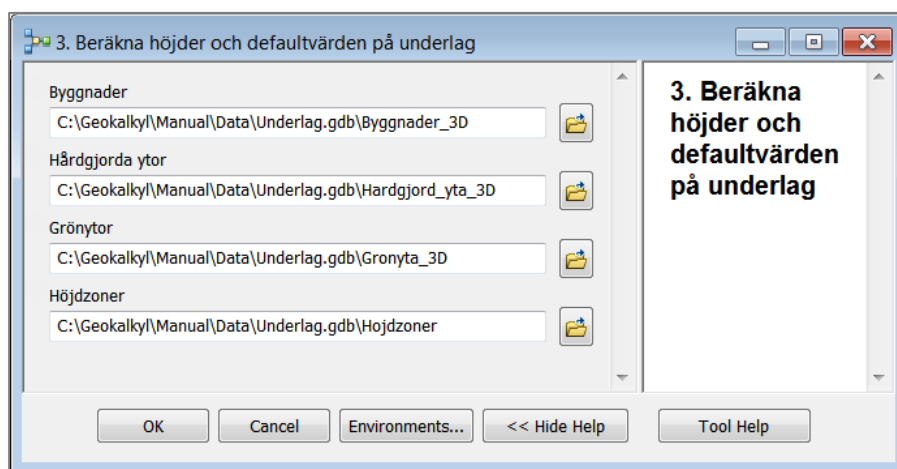 3. Beräkna höjder och defaultvärden på underlag
Byggnader
C:\Geokalkyl\Manual\Data\Underlag.gdb\Byggnader_3D
Hårdgjorda ytor
C:\Geokalkyl\Manual\Data\Underlag.gdb\Hardgjord_yta_3D
Grönytor
C:\Geokalkyl\Manual\Data\Underlag.gdb\Gronyta_3D
Höjdzoner
C:\Geokalkyl\Manual\Data\Underlag.gdb\Hojdzoner
3. Beräkna
höjder och
defaultvärden
på underlag
OK Cancel Environments... << Hide Help Tool Help